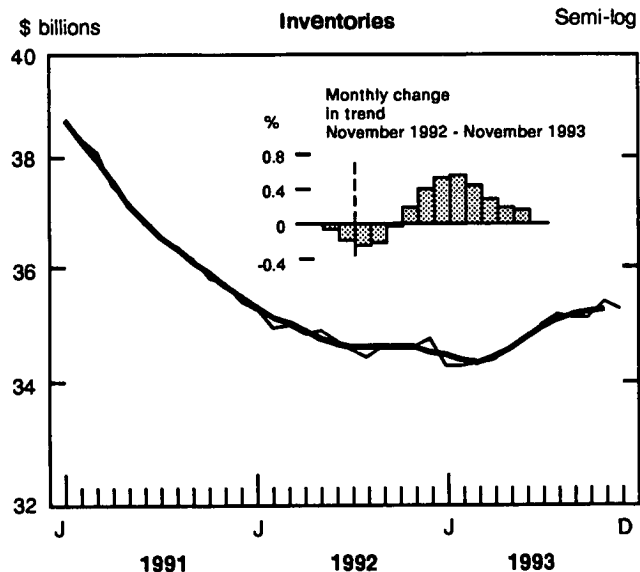 $ billions
Inventories
Semi-log
40
38
36
34
32
Monthly change
in trend
November 1992 - November 1993
%
0.8
0.4
0
-0.4
J
J
J
D
1991
1992
1993